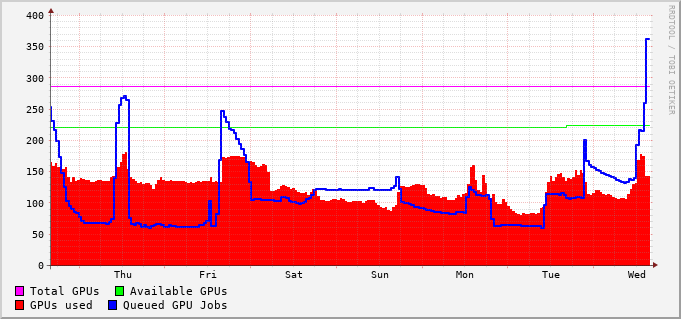 400
350
300
250
200
150
100
50
0
Thu Fri Sat Sun Mon Tue Wed
Total GPUs Available GPUs
GPUs used Queued GPU Jobs
RRDTOOL / TOBI OETIKER